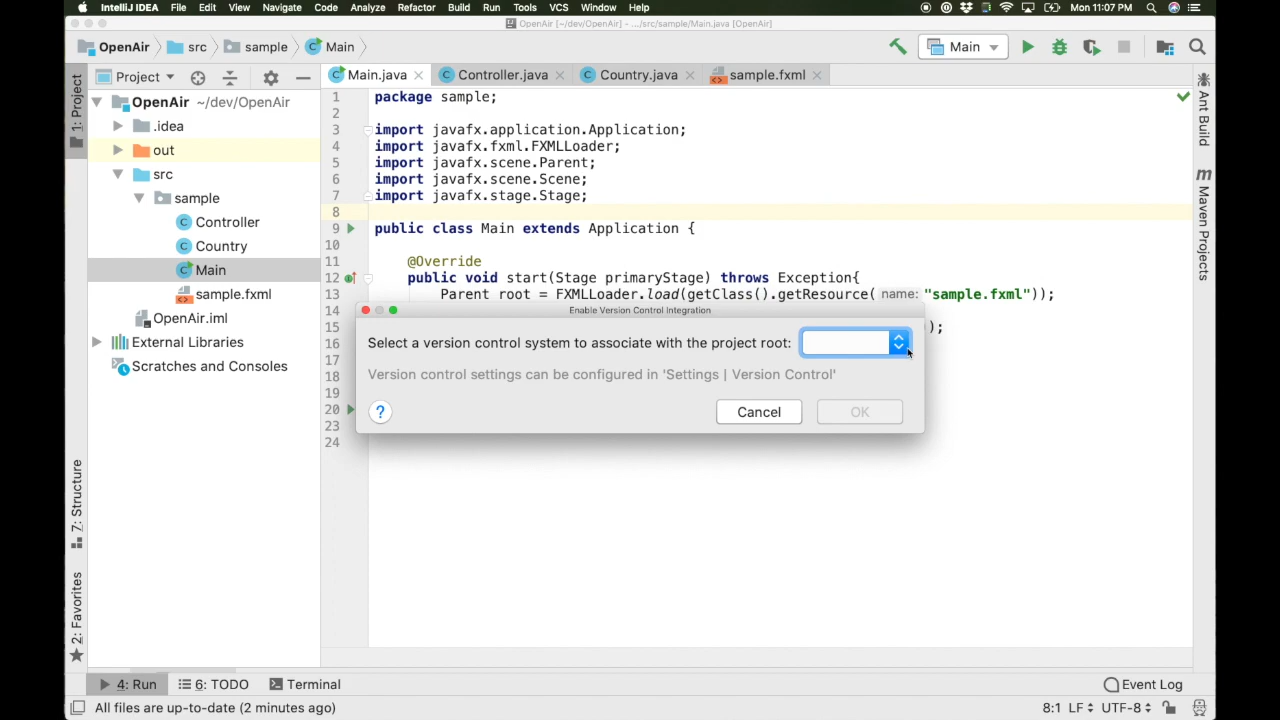 IntelliJ IDEA File Edit View Navigate Code Analyze Refactor Build Run Tools VCS Window Help Mon 11:07 PM
OpenAir [~/dev/OpenAir] - .../src/sample/Main.java [OpenAir]
OpenAir src sample Main Main
Project Main.java Controller.java Country.java sample.fxml
1: Project
OpenAir ~/dev/OpenAir
.idea
out
src
sample
Controller
Country
Main
sample.fxml
OpenAir.iml
External Libraries
Scratches and Consoles
7: Structure
2: Favorites
1 package sample;
2
3 import javafx.application.Application;
4 import javafx.fxml.FXMLLoader;
5 import javafx.scene.Parent;
6 import javafx.scene.Scene;
7 import javafx.stage.Stage;
8
9 public class Main extends Application {
10
11 @Override
12 public void start(Stage primaryStage) throws Exception{
13 Parent root = FXMLLoader.load(getClass().getResource( name: "sample.fxml"));
14
15 );
16
17
18
19
20
23
24
Enable Version Control Integration
Select a version control system to associate with the project root:
Version control settings can be configured in 'Settings | Version Control'
? Cancel OK
Ant Build
m Maven Projects
4: Run 6: TODO Terminal Event Log
All files are up-to-date (2 minutes ago) 8:1 LF UTF-8